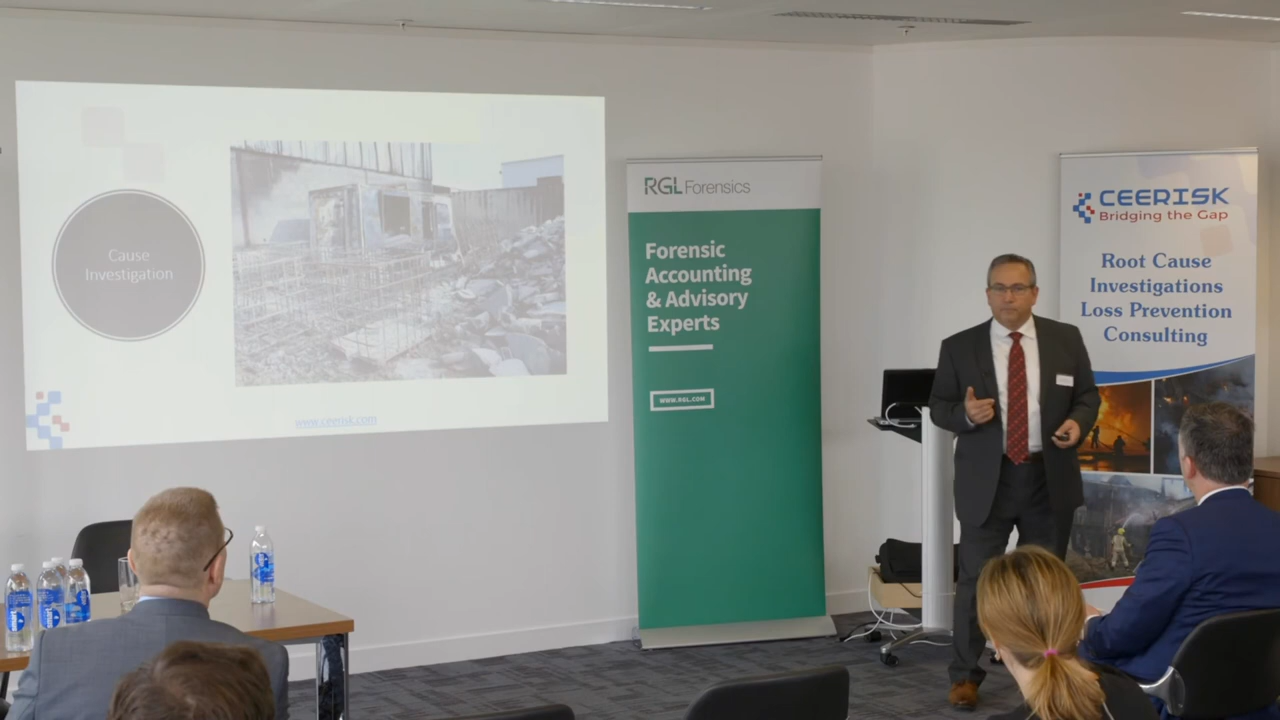 Cause
Investigation
www.ceerisk.com
RGL Forensics
Forensic
Accounting
& Advisory
Experts
WWW.RGL.COM
CEERISK
Bridging the Gap
Root Cause
Investigations
Loss Prevention
Consulting